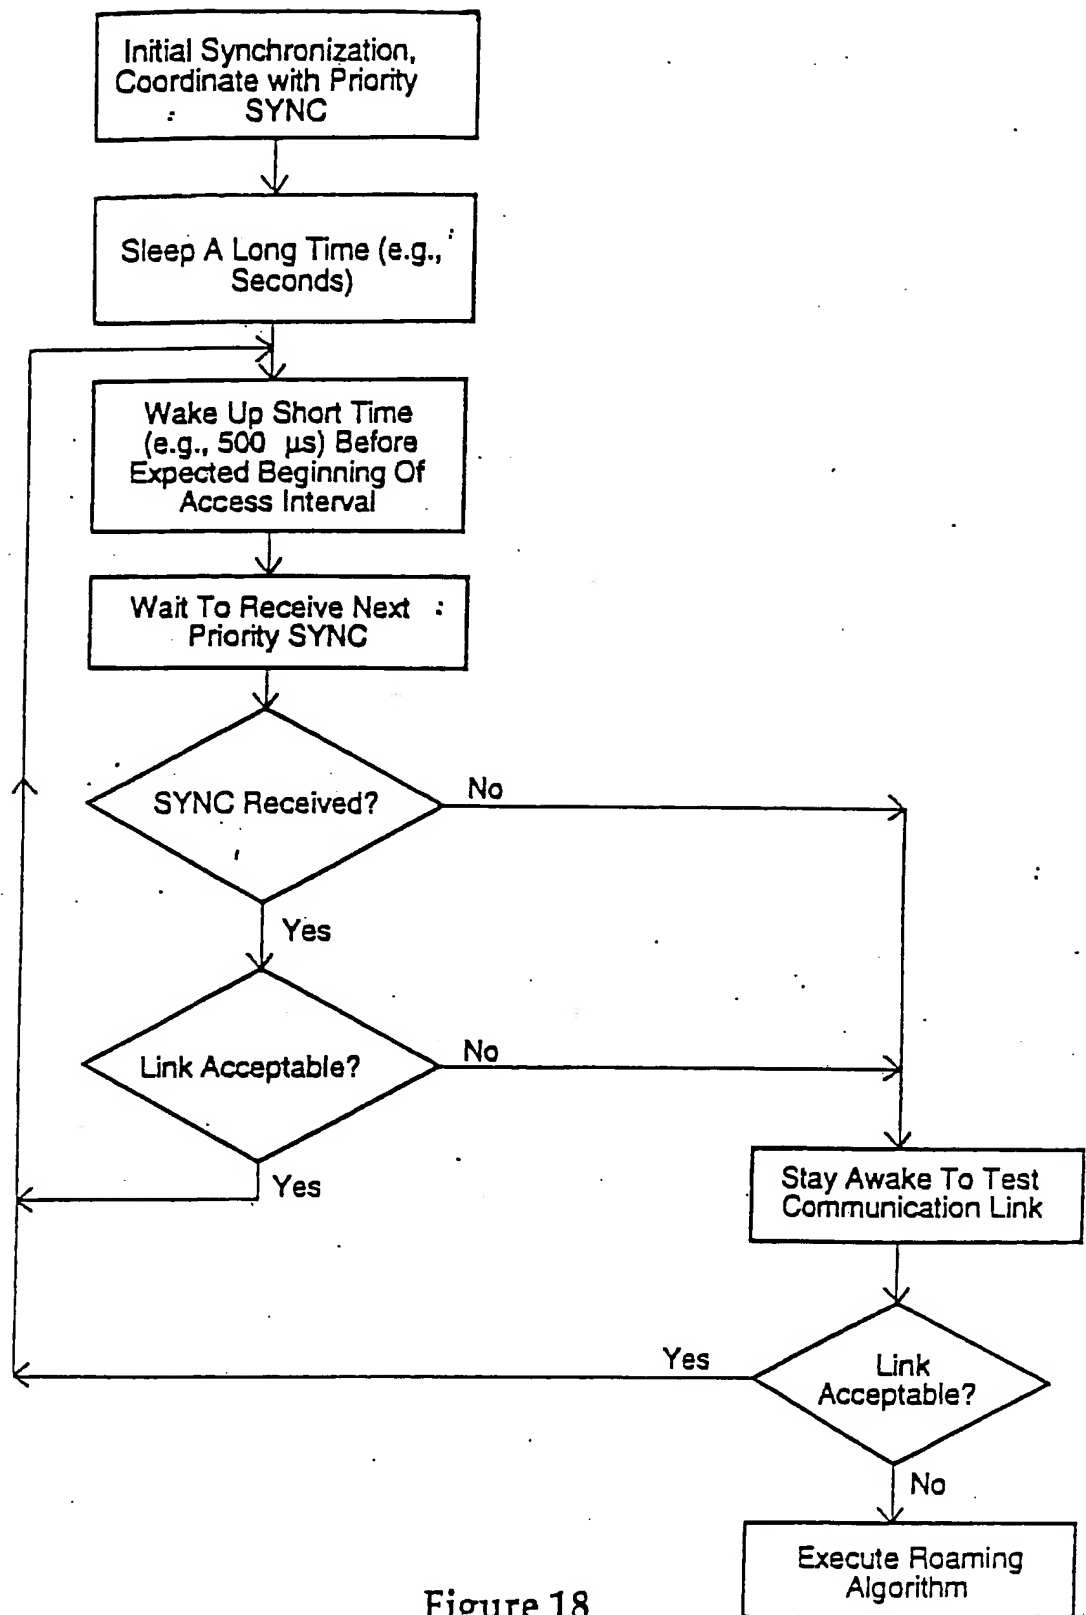 Initial Synchronization,
Coordinate with Priority
SYNC
Sleep A Long Time (e.g.,
Seconds)
Wake Up Short Time
(e.g., 500 µs) Before
Expected Beginning Of
Access Interval
Wait To Receive Next
Priority SYNC
SYNC Received?
No
Yes
Link Acceptable?
No
Yes
Stay Awake To Test
Communication Link
Link
Acceptable?
Yes
No
Execute Roaming
Algorithm
Figure 18